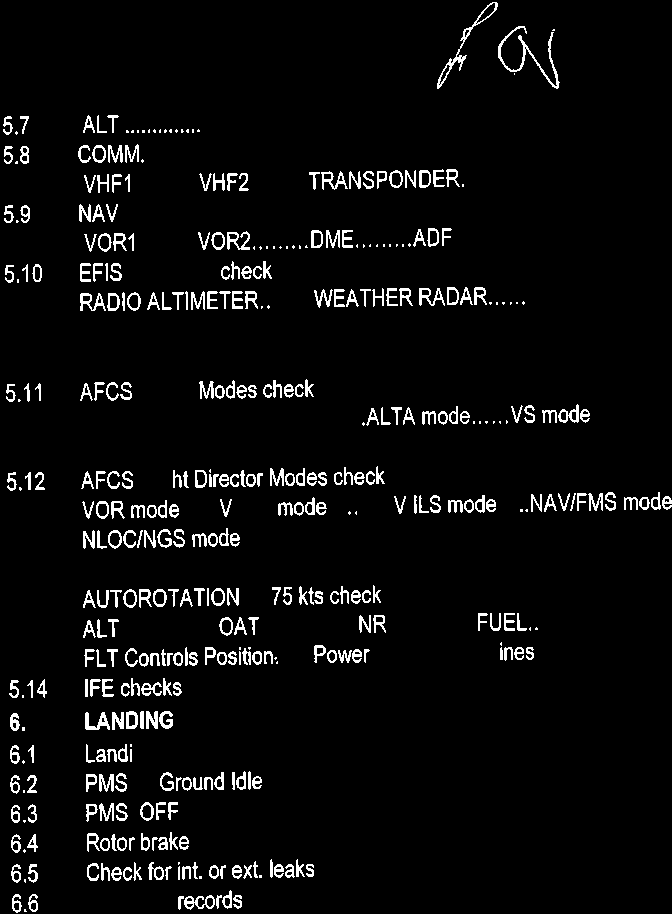 5.7 ALT ..............
5.8 COMM.
VHF1 VHF2 TRANSPONDER.
5.9 NAV
VOR1 VOR2.........DME.........ADF
5.10 EFIS check
RADIO ALTIMETER.. WEATHER RADAR......
5.11 AFCS Modes check
.ALTA mode......VS mode
5.12 AFCS ht Director Modes check
VOR mode V mode .. V ILS mode ..NAV/FMS mode
NLOC/NGS mode
AUTOROTATION 75 kts check
ALT OAT NR FUEL..
FLT Controls Position. Power ines
5.14 IFE checks
6. LANDING
6.1 Landi
6.2 PMS Ground Idle
6.3 PMS OFF
6.4 Rotor brake
6.5 Check for int. or ext. leaks
6.6 records